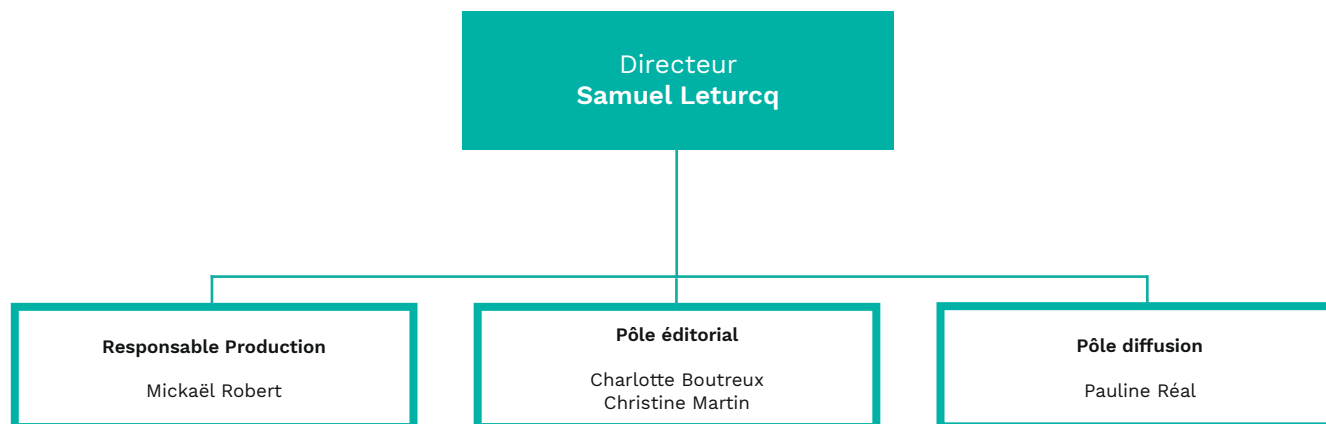 Directeur
Samuel Leturcq
Responsable Production
Mickaël Robert
Pôle éditorial
Charlotte Boutreux
Christine Martin
Pôle diffusion
Pauline Réal